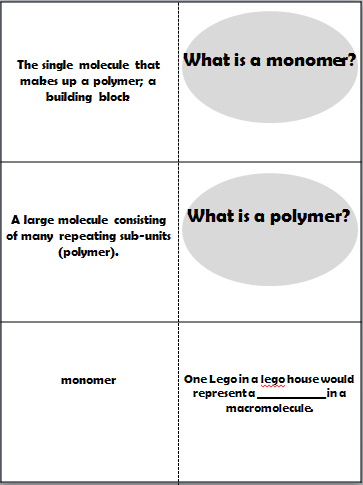 The single molecule that
makes up a polymer; a
building block
What is a monomer?
A large molecule consisting
of many repeating sub-units
(polymer).
What is a polymer?
monomer
One Lego in a lego house would
represent a ____________ in a
macromolecule.